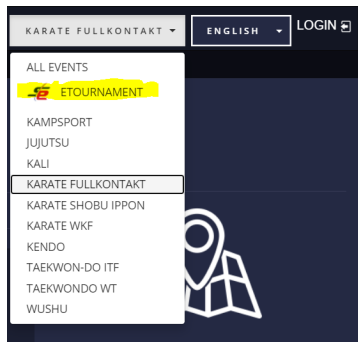 KARATE FULLKONTAKT
ENGLISH
LOGIN
ALL EVENTS
ETOURNAMENT
KAMPSPORT
JUJUTSU
KALI
KARATE FULLKONTAKT
KARATE SHOBU IPPON
KARATE WKF
KENDO
TAEKWON-DO ITF
TAEKWONDO WT
WUSHU